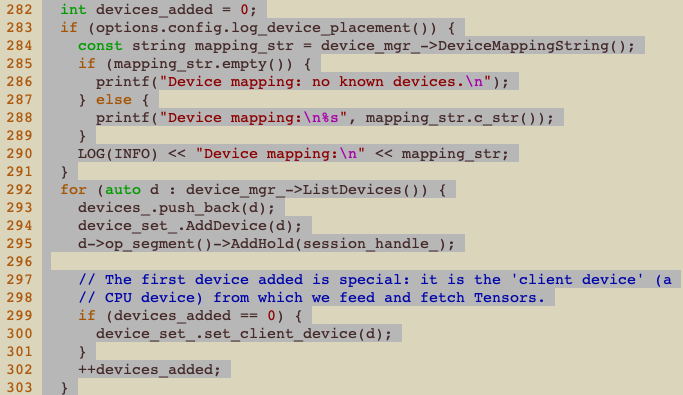 282   int devices_added = 0;
283   if (options.config.log_device_placement()) {
284     const string mapping_str = device_mgr_->DeviceMappingString();
285     if (mapping_str.empty()) {
286       printf("Device mapping: no known devices.\n");
287     } else {
288       printf("Device mapping:\n%s", mapping_str.c_str());
289     }
290     LOG(INFO) << "Device mapping:\n" << mapping_str;
291   }
292   for (auto d : device_mgr_->ListDevices()) {
293     devices_.push_back(d);
294     device_set_.AddDevice(d);
295     d->op_segment()->AddHold(session_handle_);
296
297     // The first device added is special: it is the 'client device' (a
298     // CPU device) from which we feed and fetch Tensors.
299     if (devices_added == 0) {
300       device_set_.set_client_device(d);
301     }
302     ++devices_added;
303   }